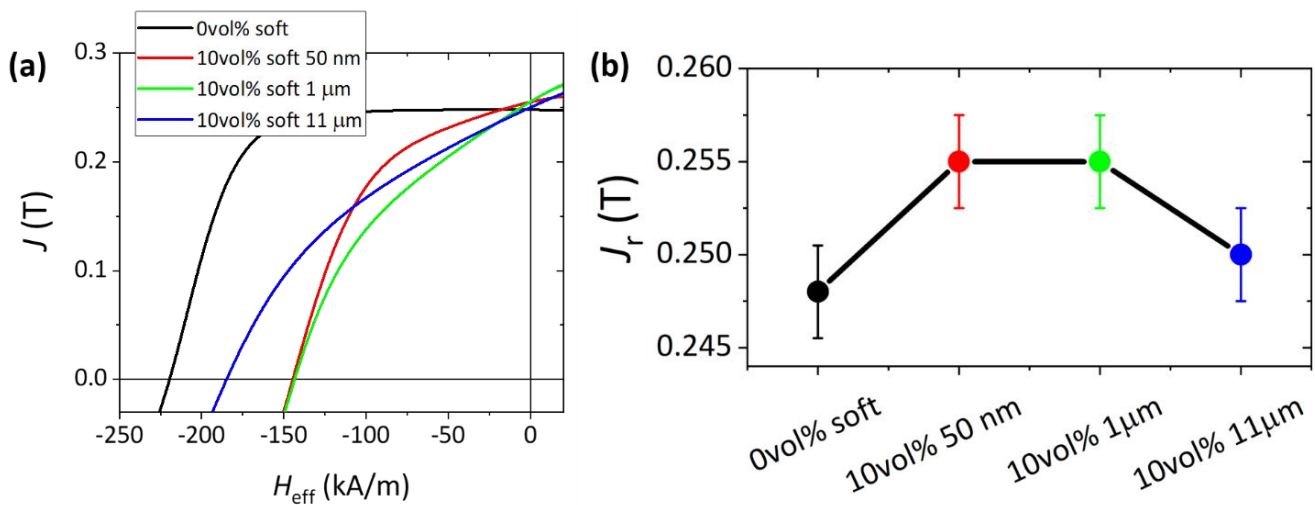 (a)
0vol% soft
10vol% soft 50 nm
10vol% soft 1 μm
10vol% soft 11 μm
0.3
0.2
0.1
0.0
J (T)
-250 -200 -150 -100 -50 0
Heff (kA/m)
(b)
0.260
0.255
0.250
0.245
Jr (T)
0vol% soft
10vol% 50 nm
10vol% 1μm
10vol% 11μm